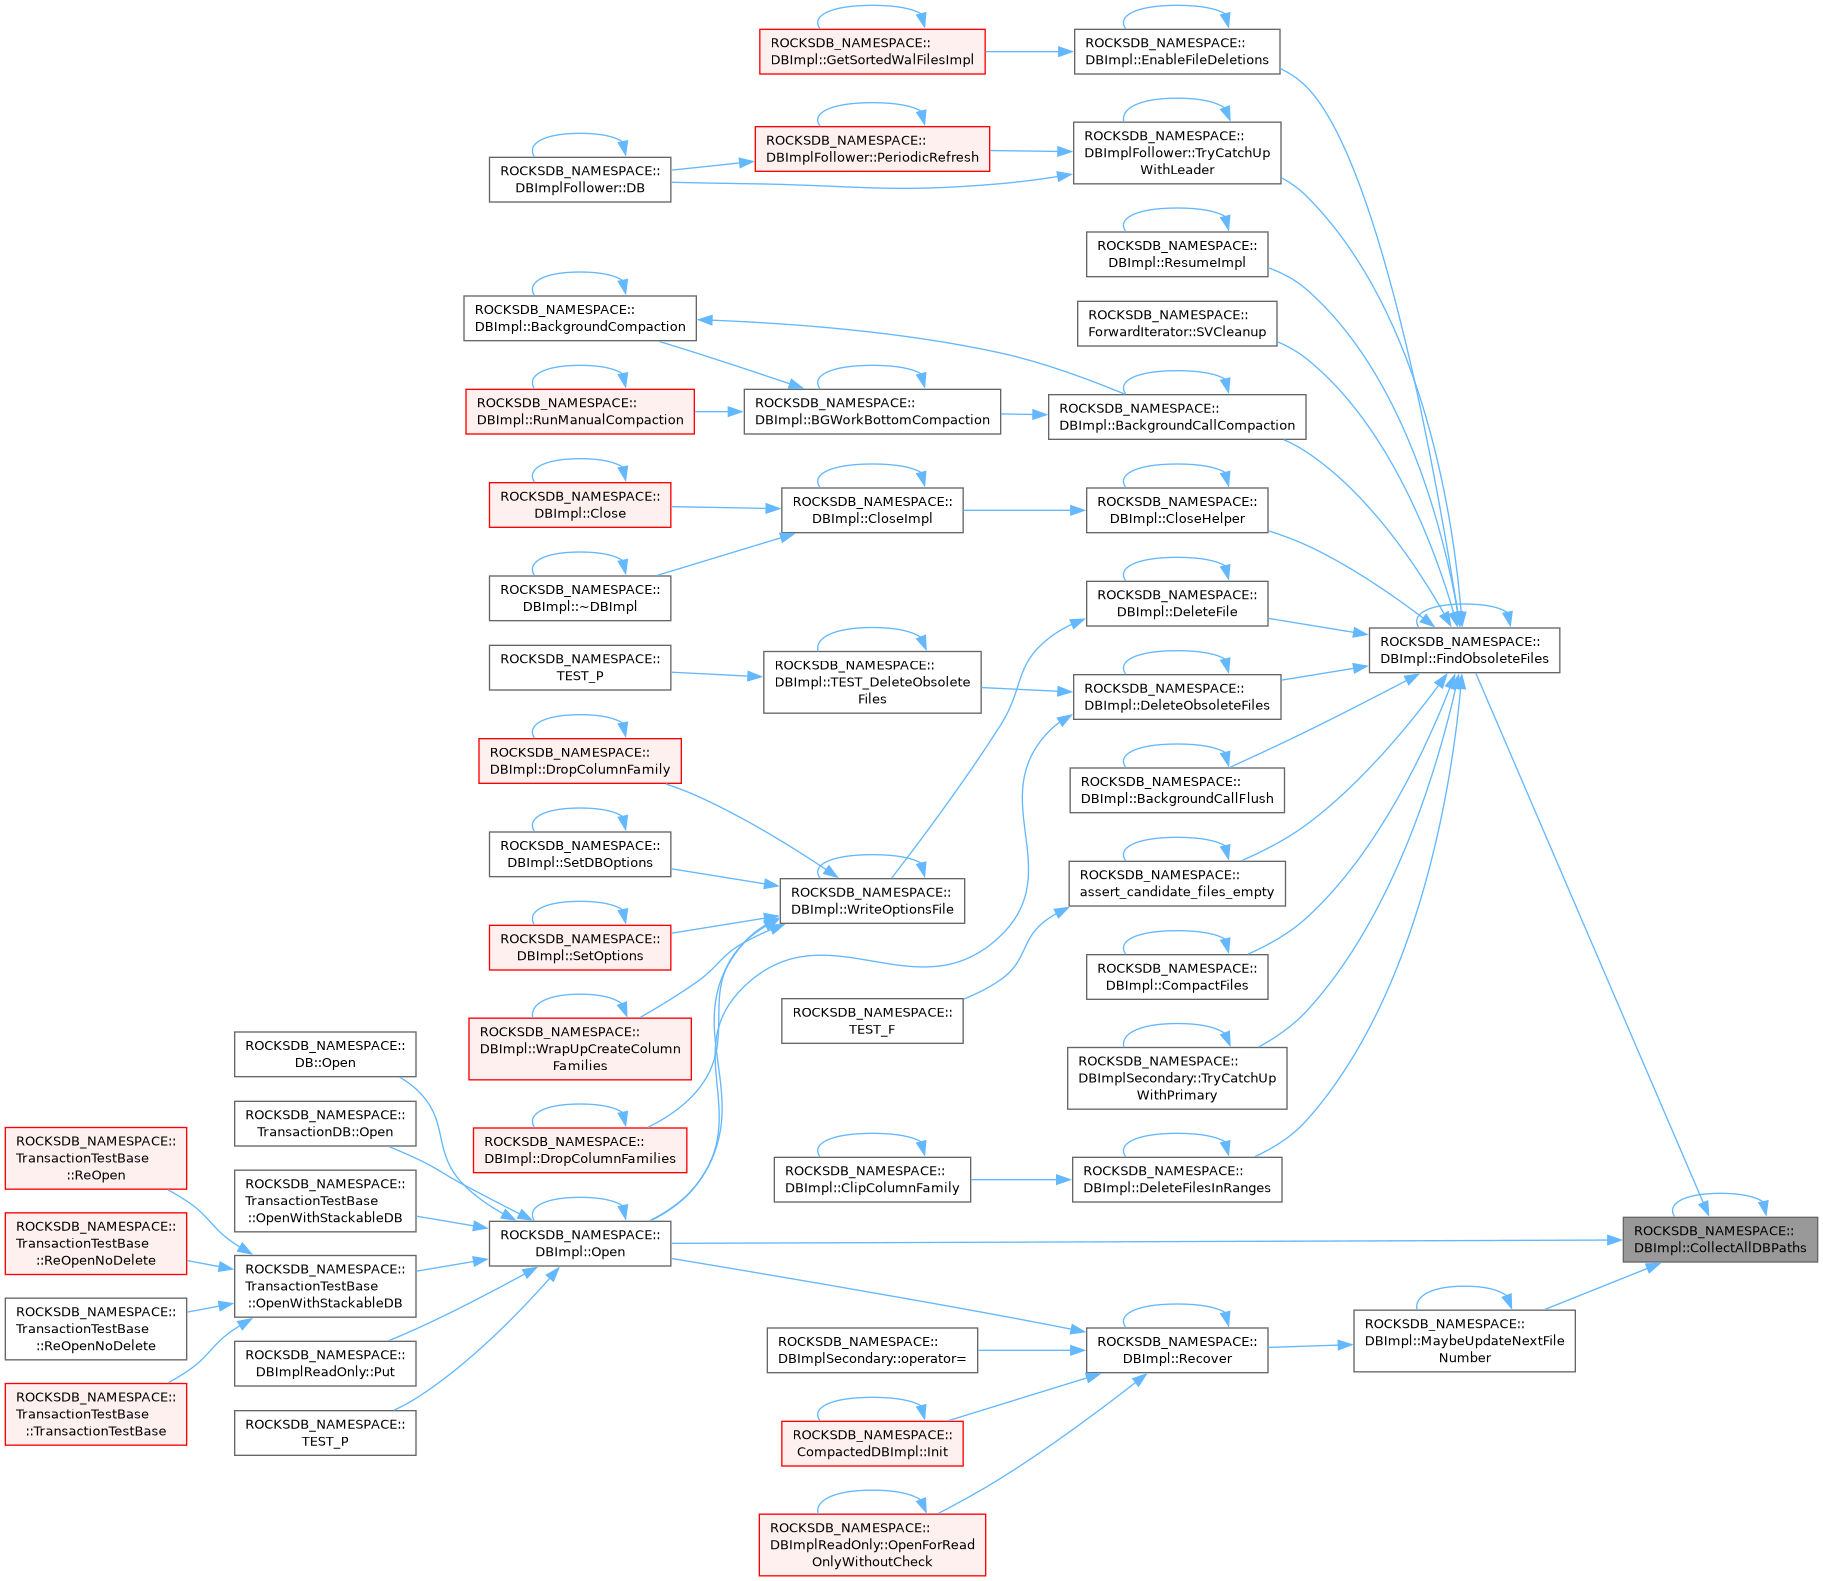 ROCKSDB_NAMESPACE::
DBImpl::GetSortedWalFilesImpl
ROCKSDB_NAMESPACE::
DBImpl::EnableFileDeletions
ROCKSDB_NAMESPACE::
DBImplFollower::DB
ROCKSDB_NAMESPACE::
DBImplFollower::PeriodicRefresh
ROCKSDB_NAMESPACE::
DBImplFollower::TryCatchUp
WithLeader
ROCKSDB_NAMESPACE::
DBImpl::ResumeImpl
ROCKSDB_NAMESPACE::
DBImpl::BackgroundCompaction
ROCKSDB_NAMESPACE::
ForwardIterator::SVCleanup
ROCKSDB_NAMESPACE::
DBImpl::RunManualCompaction
ROCKSDB_NAMESPACE::
DBImpl::BGWorkBottomCompaction
ROCKSDB_NAMESPACE::
DBImpl::BackgroundCallCompaction
ROCKSDB_NAMESPACE::
DBImpl::Close
ROCKSDB_NAMESPACE::
DBImpl::CloseImpl
ROCKSDB_NAMESPACE::
DBImpl::CloseHelper
ROCKSDB_NAMESPACE::
DBImpl::~DBImpl
ROCKSDB_NAMESPACE::
DBImpl::DeleteFile
ROCKSDB_NAMESPACE::
DBImpl::FindObsoleteFiles
ROCKSDB_NAMESPACE::
TEST_P
ROCKSDB_NAMESPACE::
DBImpl::TEST_DeleteObsolete
Files
ROCKSDB_NAMESPACE::
DBImpl::DeleteObsoleteFiles
ROCKSDB_NAMESPACE::
DBImpl::DropColumnFamily
ROCKSDB_NAMESPACE::
DBImpl::BackgroundCallFlush
ROCKSDB_NAMESPACE::
DBImpl::SetDBOptions
ROCKSDB_NAMESPACE::
DBImpl::WriteOptionsFile
ROCKSDB_NAMESPACE::
assert_candidate_files_empty
ROCKSDB_NAMESPACE::
DBImpl::SetOptions
ROCKSDB_NAMESPACE::
DBImpl::CompactFiles
ROCKSDB_NAMESPACE::
DBImpl::WrapUpCreateColumn
Families
ROCKSDB_NAMESPACE::
TEST_F
ROCKSDB_NAMESPACE::
DB::Open
ROCKSDB_NAMESPACE::
DBImplSecondary::TryCatchUp
WithPrimary
ROCKSDB_NAMESPACE::
TransactionDB::Open
ROCKSDB_NAMESPACE::
TransactionTestBase
::ReOpen
ROCKSDB_NAMESPACE::
DBImpl::DropColumnFamilies
ROCKSDB_NAMESPACE::
DBImpl::ClipColumnFamily
ROCKSDB_NAMESPACE::
DBImpl::DeleteFilesInRanges
ROCKSDB_NAMESPACE::
TransactionTestBase
::OpenWithStackableDB
ROCKSDB_NAMESPACE::
TransactionTestBase
::ReOpenNoDelete
ROCKSDB_NAMESPACE::
DBImpl::Open
ROCKSDB_NAMESPACE::
DBImpl::CollectAllDBPaths
ROCKSDB_NAMESPACE::
TransactionTestBase
::OpenWithStackableDB
ROCKSDB_NAMESPACE::
TransactionTestBase
::ReOpenNoDelete
ROCKSDB_NAMESPACE::
DBImplReadOnly::Put
ROCKSDB_NAMESPACE::
DBImplSecondary::operator=
ROCKSDB_NAMESPACE::
DBImpl::Recover
ROCKSDB_NAMESPACE::
DBImpl::MaybeUpdateNextFile
Number
ROCKSDB_NAMESPACE::
TransactionTestBase
::TransactionTestBase
ROCKSDB_NAMESPACE::
TEST_P
ROCKSDB_NAMESPACE::
CompactedDBImpl::Init
ROCKSDB_NAMESPACE::
DBImplReadOnly::OpenForRead
OnlyWithoutCheck